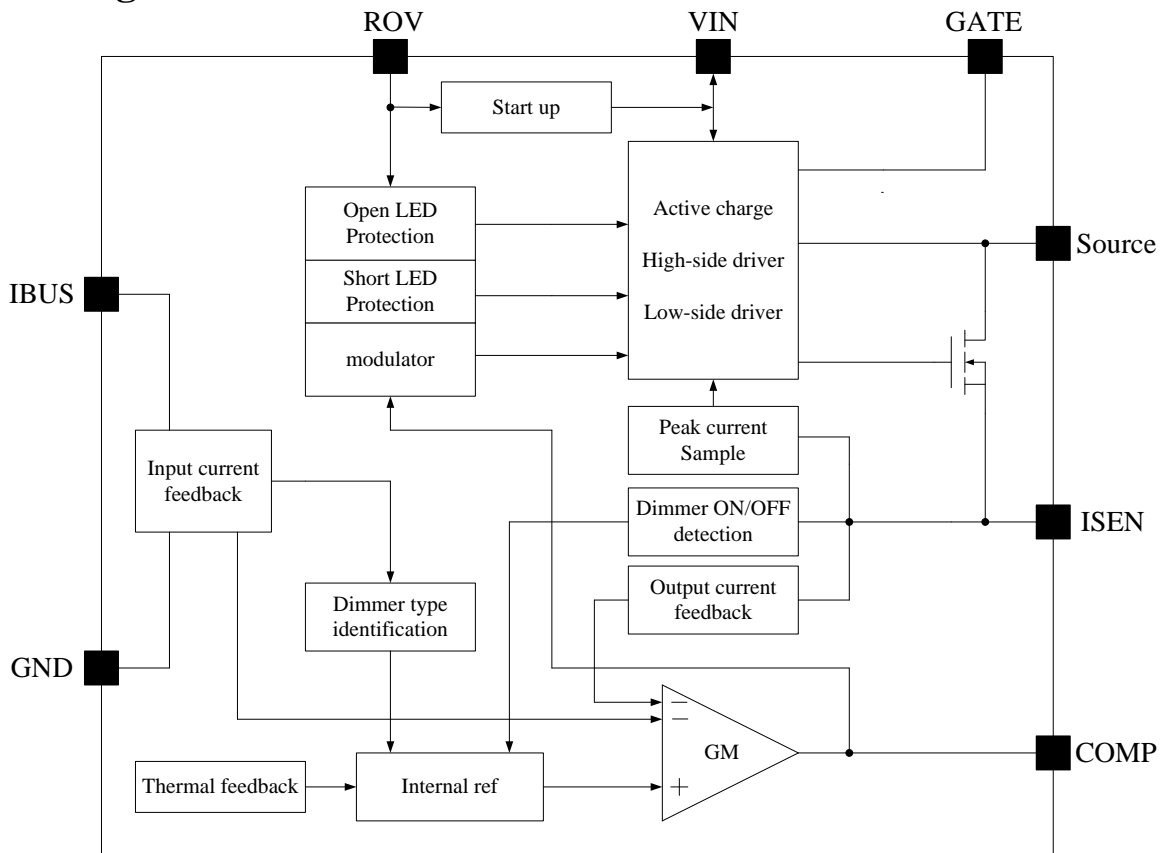 ROV
VIN
GATE
Start up
Open LED
Protection
Short LED
Protection
modulator
Active charge
High-side driver
Low-side driver
Source
IBUS
Peak current
Sample
Input current
feedback
Dimmer ON/OFF
detection
ISEN
Output current
feedback
Dimmer type
identification
GND
GM
COMP
Thermal feedback
Internal ref